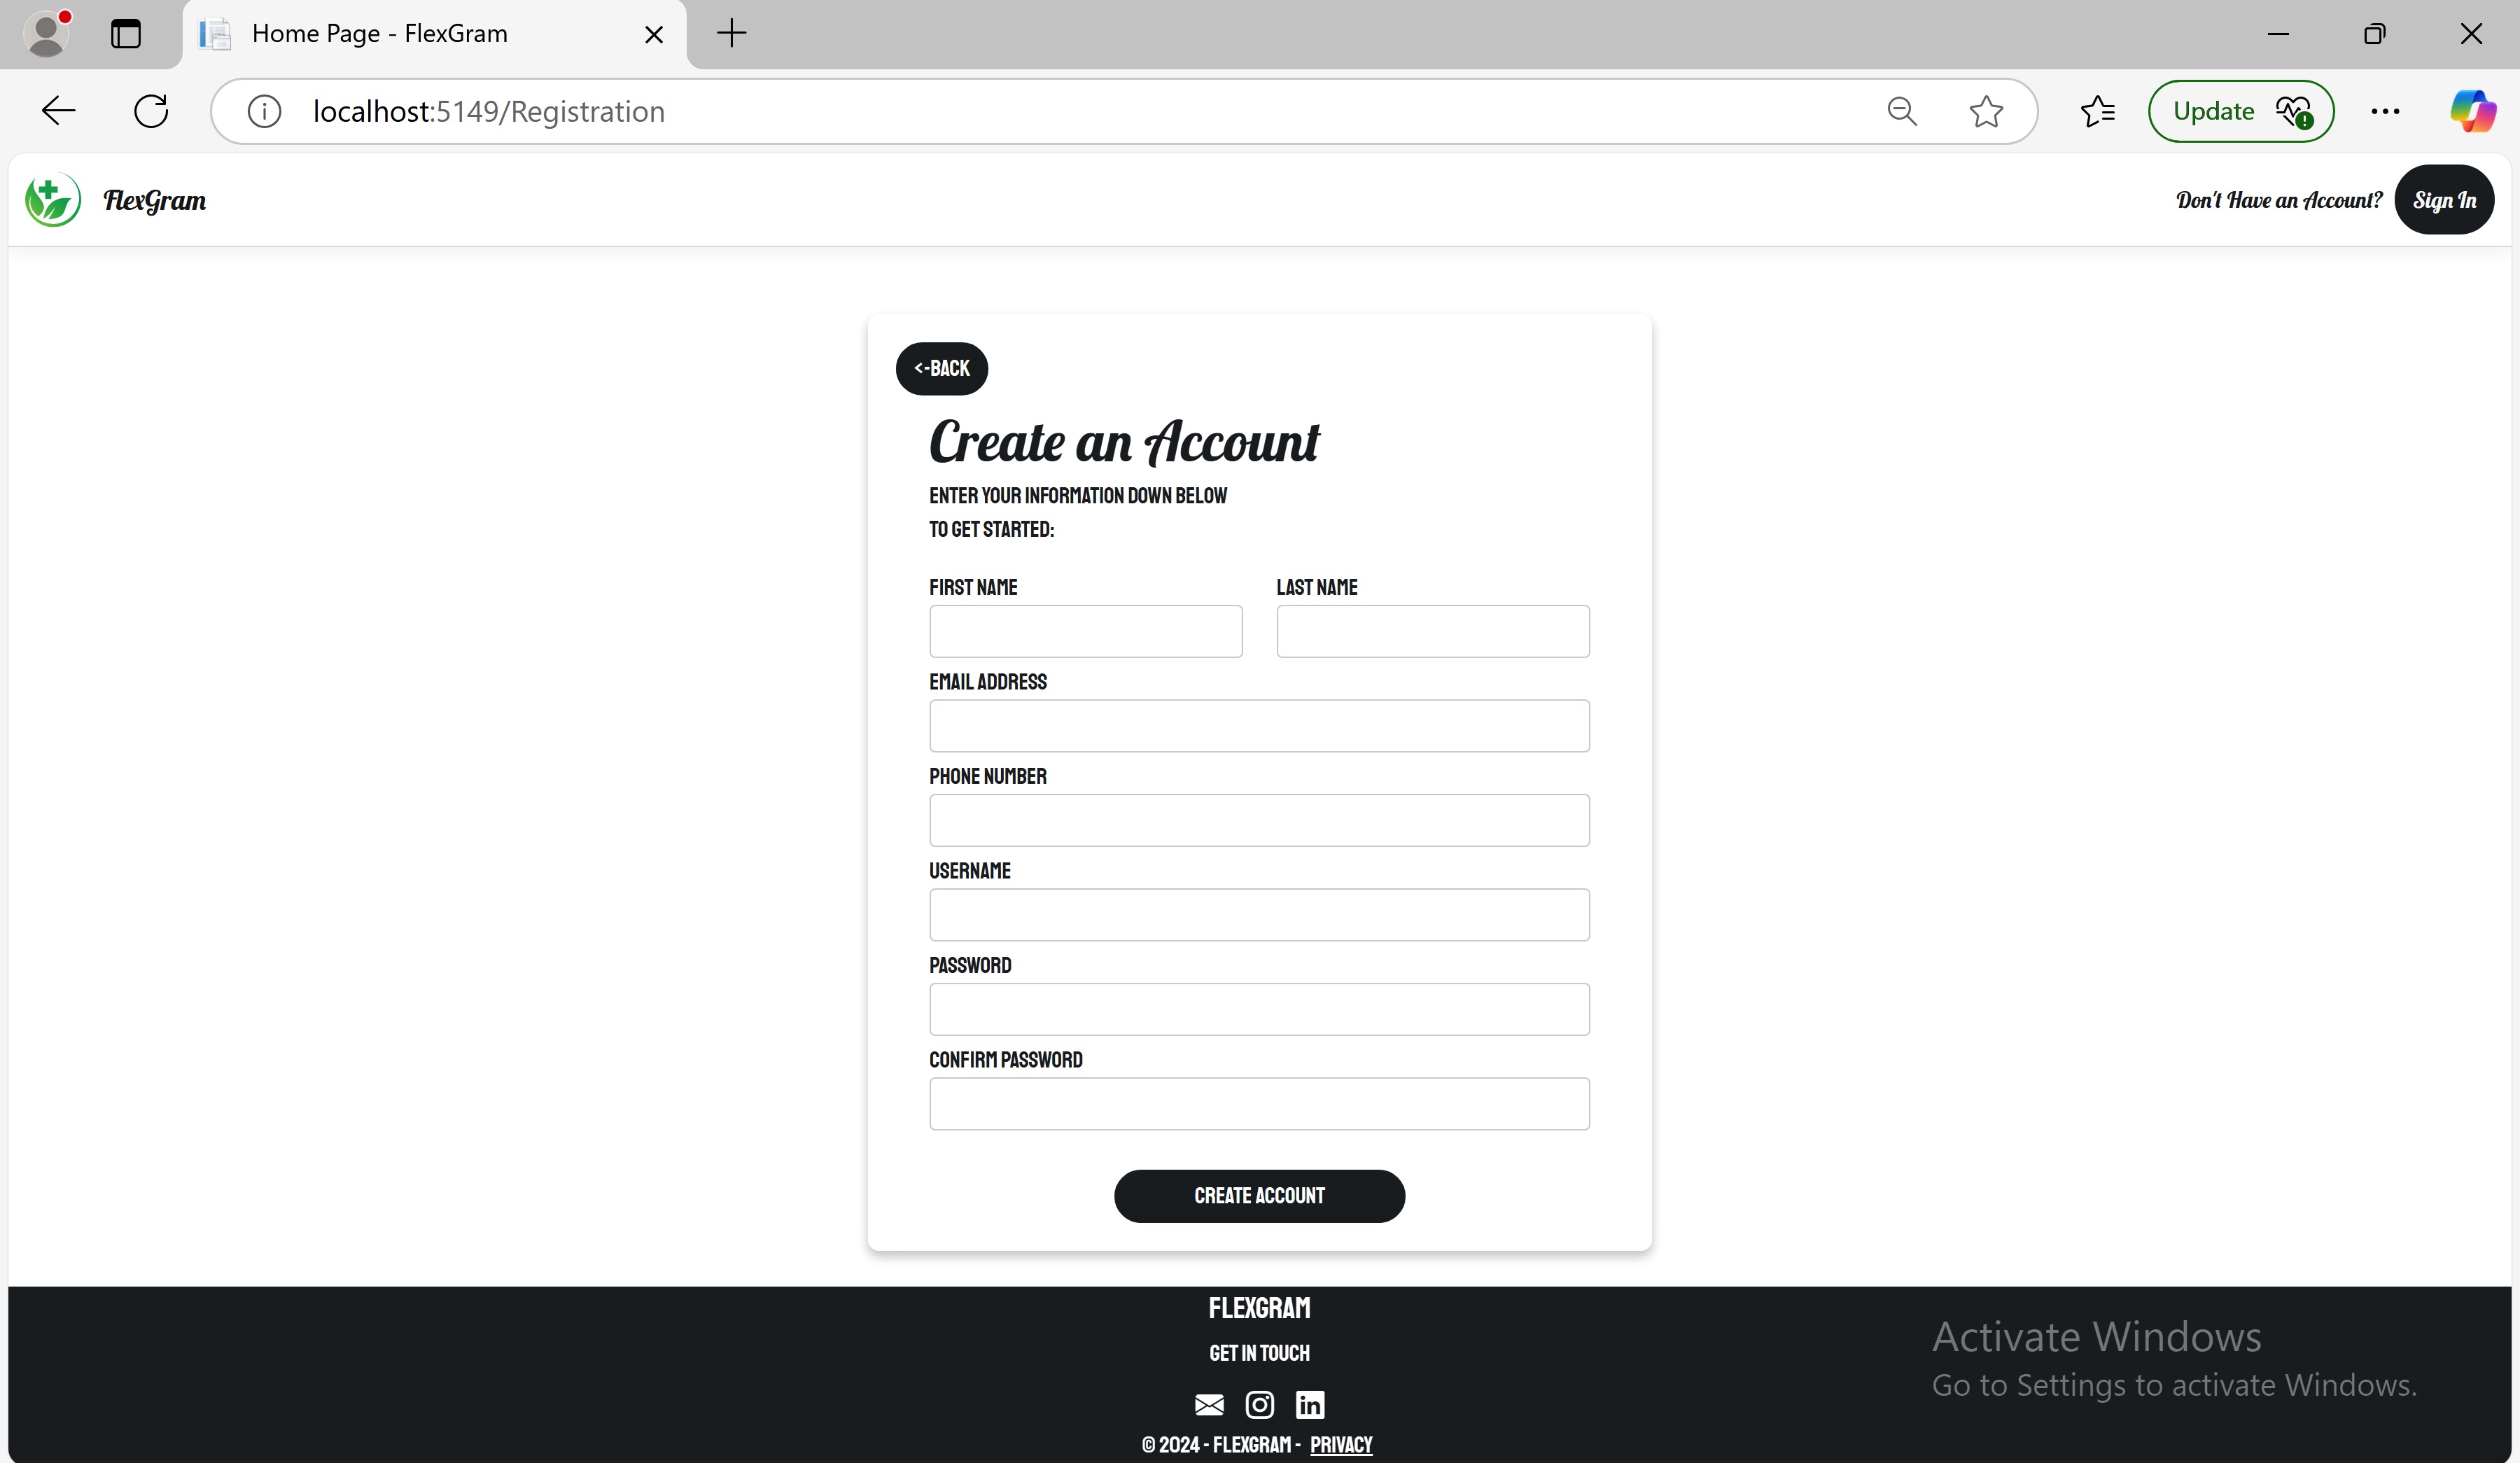 Home Page - FlexGram
localhost:5149/Registration
Update
FlexGram
Don't Have an Account? Sign In
<-BACK
Create an Account
ENTER YOUR INFORMATION DOWN BELOW
TO GET STARTED:
FIRST NAME LAST NAME
EMAIL ADDRESS
PHONE NUMBER
USERNAME
PASSWORD
CONFIRM PASSWORD
CREATE ACCOUNT
FLEXGRAM
GET IN TOUCH
© 2024 - FLEXGRAM - PRIVACY
Activate Windows
Go to Settings to activate Windows.